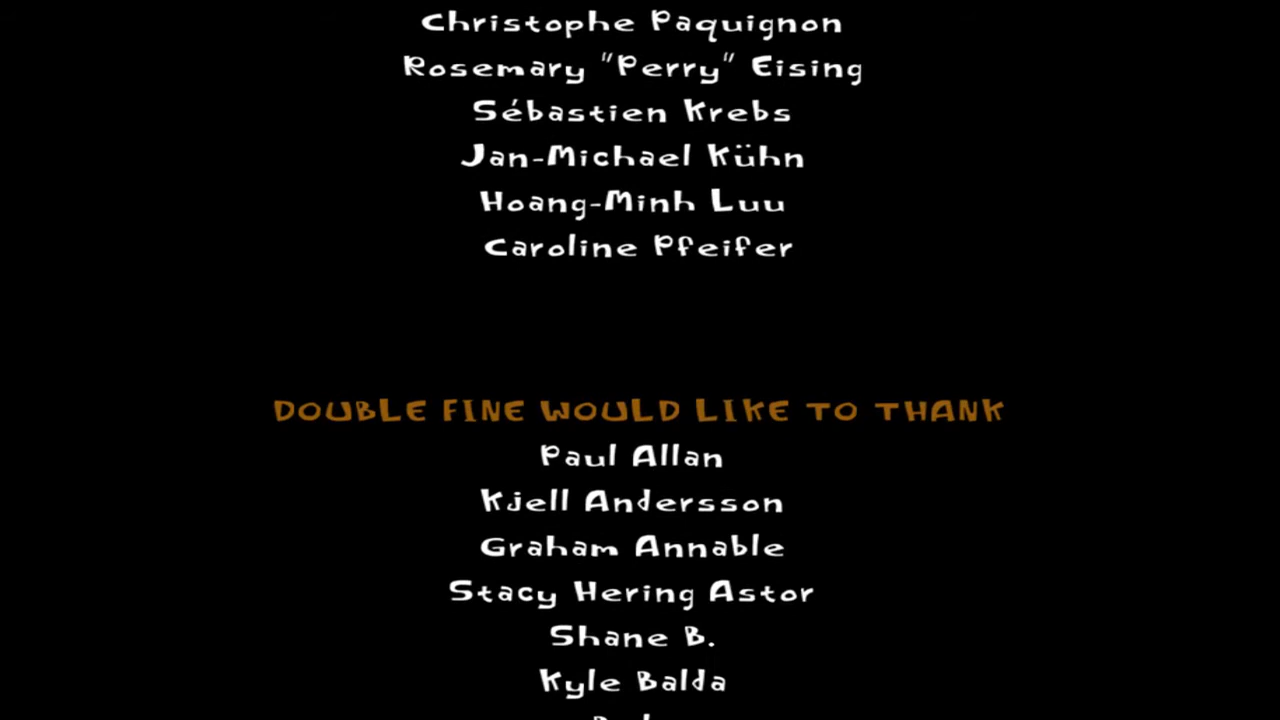 Christophe Paquignon
Rosemary "Perry" Eising
Sébastien Krebs
Jan-Michael Kühn
Hoang-Minh Luu
Caroline Pfeifer
DOUBLE FINE WOULD LIKE TO THANK
Paul Allan
Kjell Andersson
Graham Annable
Stacy Hering Astor
Shane B.
Kyle Balda